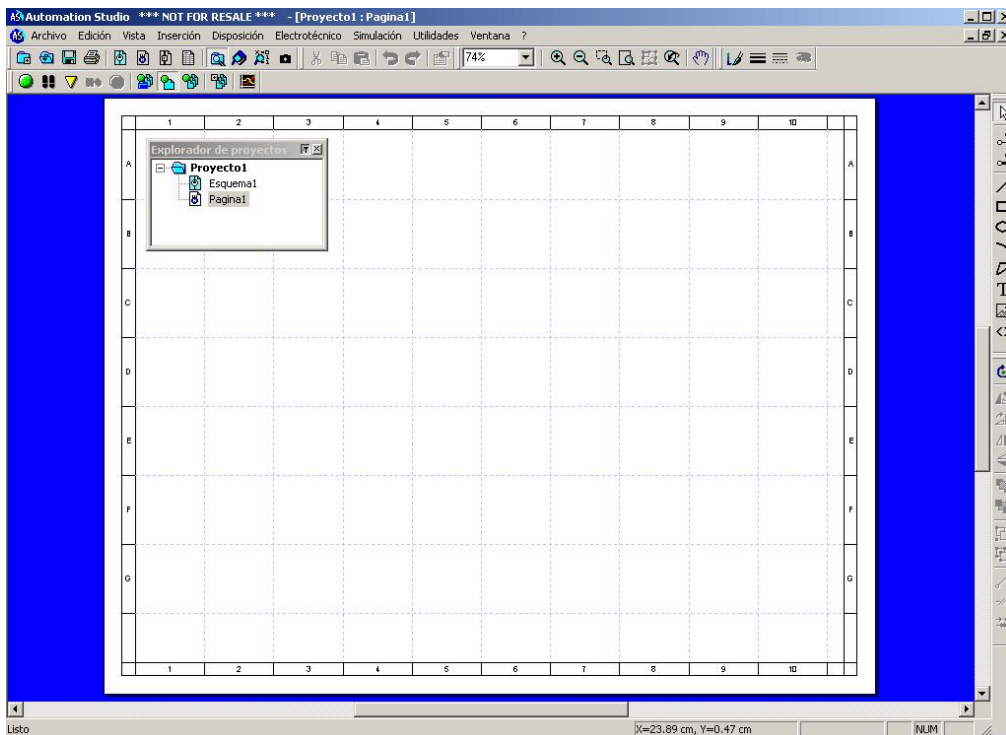 Automation Studio *** NOT FOR RESALE *** - [Proyecto1 : Pagina1]
Archivo Edición Vista Inserción Disposición Electrotécnico Simulación Utilidades Ventana ?
74%
1 2 3 4 5 6 7 8 9 10
Explorador de proyectos
Proyecto1
Esquema1
Pagina1
A A
B B
C C
D D
E E
F F
G G
1 2 3 4 5 6 7 8 9 10
Listo X=23.89 cm, Y=0.47 cm NUM